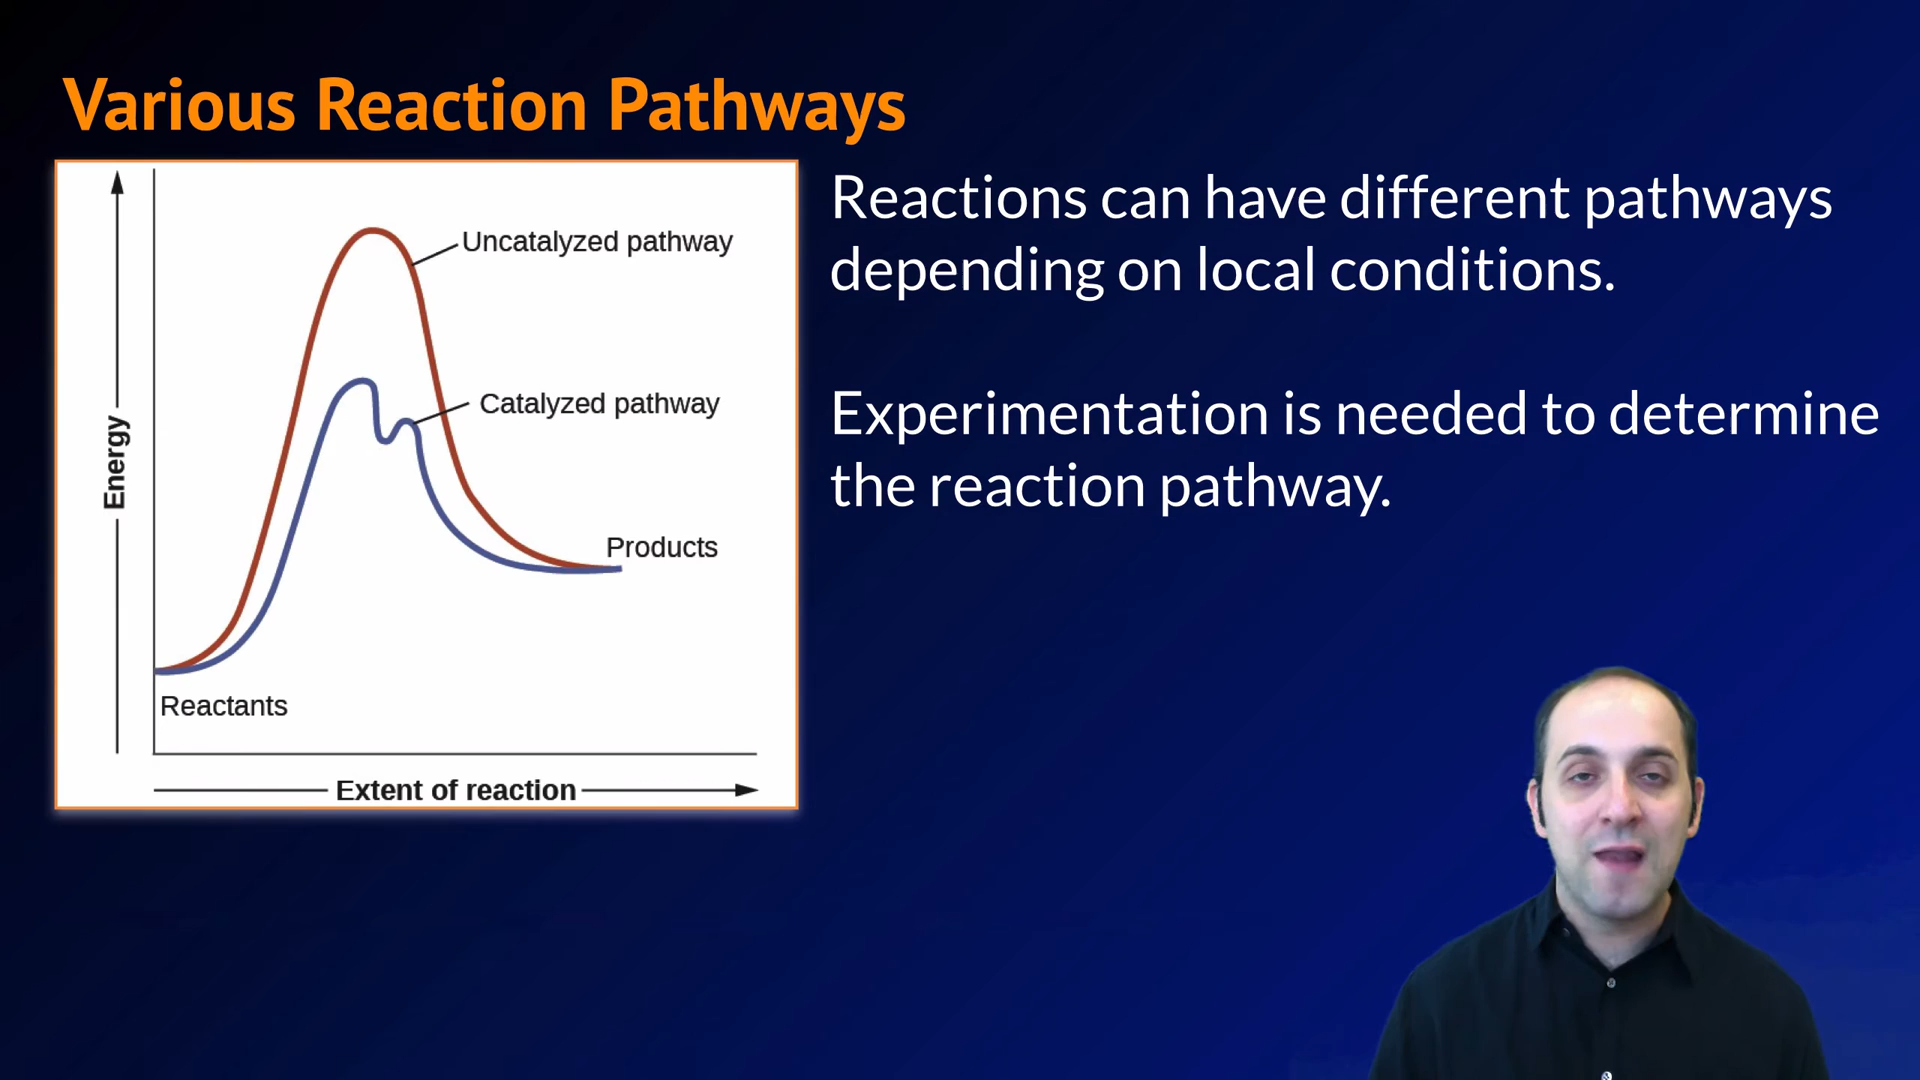 Various Reaction Pathways
Uncatalyzed pathway
Catalyzed pathway
Energy
Products
Reactants
Extent of reaction
Reactions can have different pathways
depending on local conditions.
Experimentation is needed to determine
the reaction pathway.